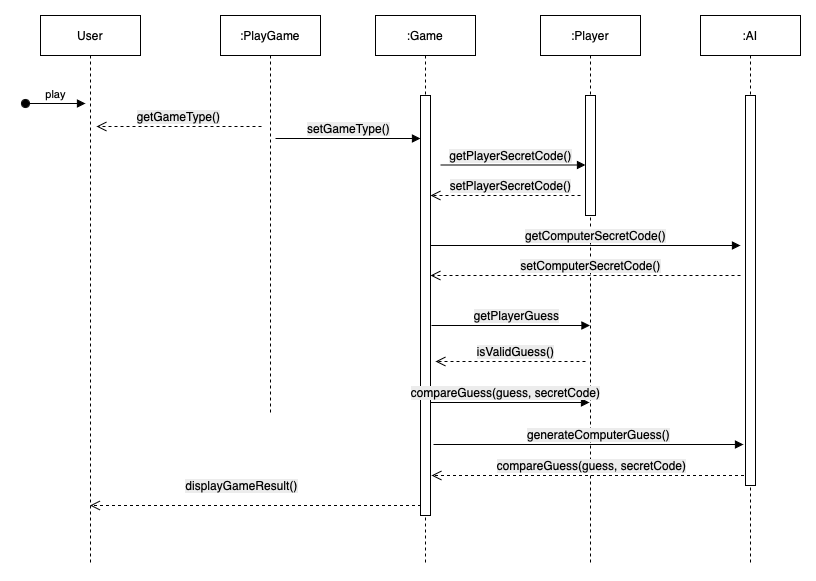 User
:PlayGame
:Game
:Player
:AI
play
getGameType()
setGameType()
getPlayerSecretCode()
setPlayerSecretCode()
getComputerSecretCode()
setComputerSecretCode()
getPlayerGuess
isValidGuess()
compareGuess(guess, secretCode)
generateComputerGuess()
compareGuess(guess, secretCode)
displayGameResult()